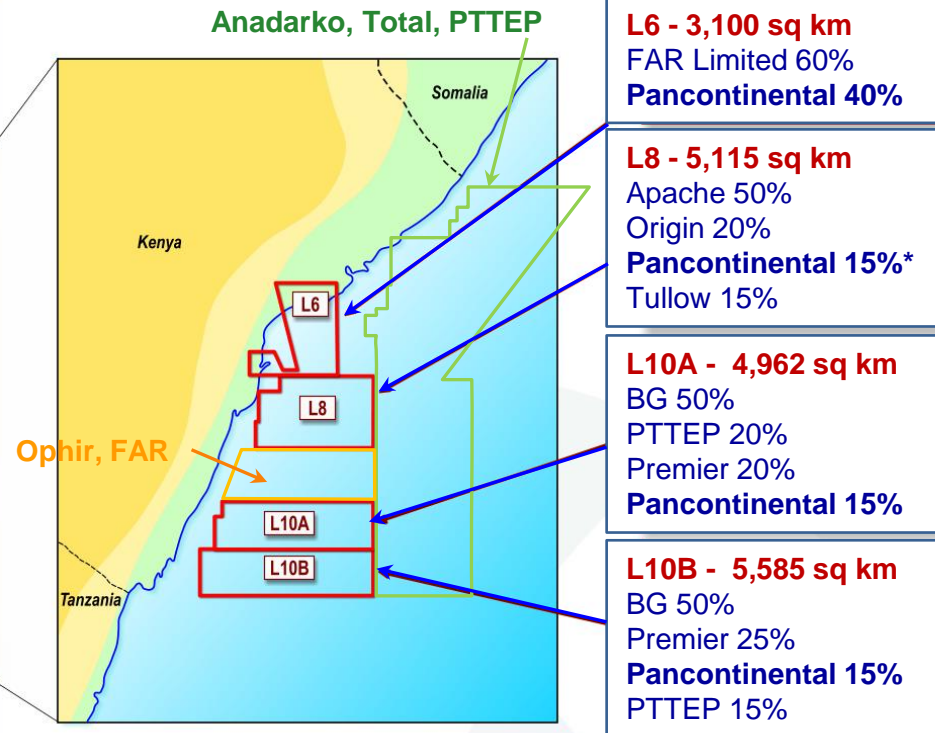 Anadarko, Total, PTTEP
Somalia
Kenya
L6
L8
Ophir, FAR
L10A
L10B
Tanzania
L6 - 3,100 sq km
FAR Limited 60%
Pancontinental 40%
L8 - 5,115 sq km
Apache 50%
Origin 20%
Pancontinental 15%*
Tullow 15%
L10A -  4,962 sq km
BG 50%
PTTEP 20%
Premier 20%
Pancontinental 15%
L10B -  5,585 sq km
BG 50%
Premier 25%
Pancontinental 15%
PTTEP 15%